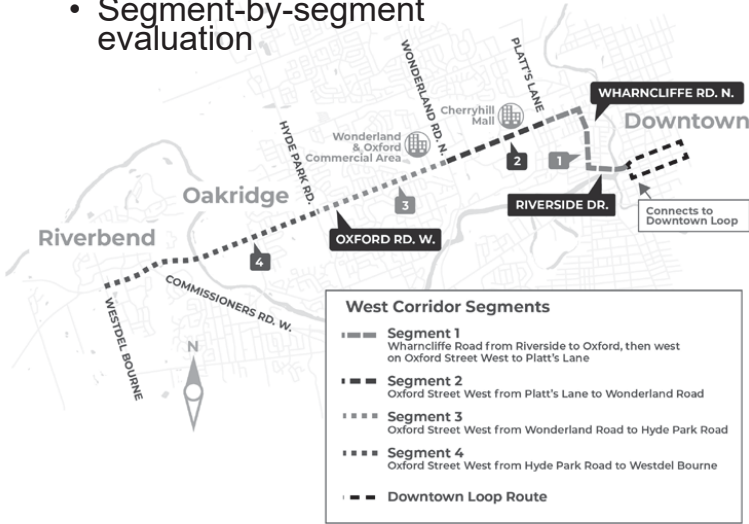 • Segment-by-segment
evaluation
WONDERLAND RD. N.
PLATT'S LANE
WHARNCLIFFE RD. N.
Cherryhill
Mall
Downtown
HYDE PARK RD.
Wonderland
& Oxford
Commercial Area
2
1
Oakridge
3
RIVERSIDE DR.
Connects to
Downtown Loop
Riverbend
OXFORD RD. W.
4
COMMISSIONERS RD. W.
WESTDEL BOURNE
N
West Corridor Segments
Segment 1
Wharncliffe Road from Riverside to Oxford, then west
on Oxford Street West to Platt's Lane
Segment 2
Oxford Street West from Platt's Lane to Wonderland Road
Segment 3
Oxford Street West from Wonderland Road to Hyde Park Road
Segment 4
Oxford Street West from Hyde Park Road to Westdel Bourne
Downtown Loop Route